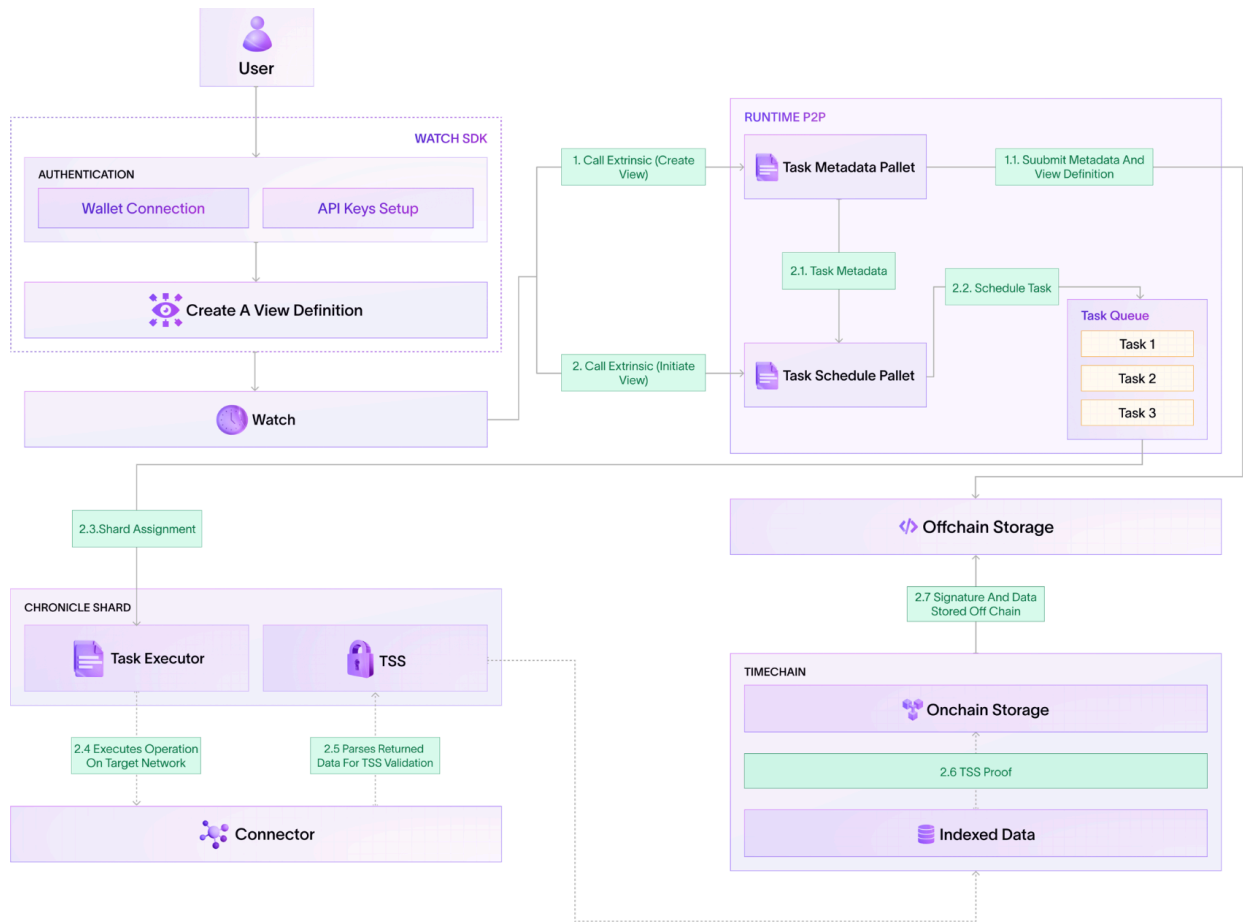 User
WATCH SDK
AUTHENTICATION
Wallet Connection
API Keys Setup
Create A View Definition
Watch
1. Call Extrinsic (Create
View)
2. Call Extrinsic (Initiate
View)
RUNTIME P2P
Task Metadata Pallet
1.1. Suubmit Metadata And
View Definition
2.1. Task Metadata
2.2. Schedule Task
Task Schedule Pallet
Task Queue
Task 1
Task 2
Task 3
2.3.Shard Assignment
Offchain Storage
2.7 Signature And Data
Stored Off Chain
CHRONICLE SHARD
Task Executor
TSS
2.4 Executes Operation
On Target Network
2.5 Parses Returned
Data For TSS Validation
Connector
TIMECHAIN
Onchain Storage
2.6 TSS Proof
Indexed Data